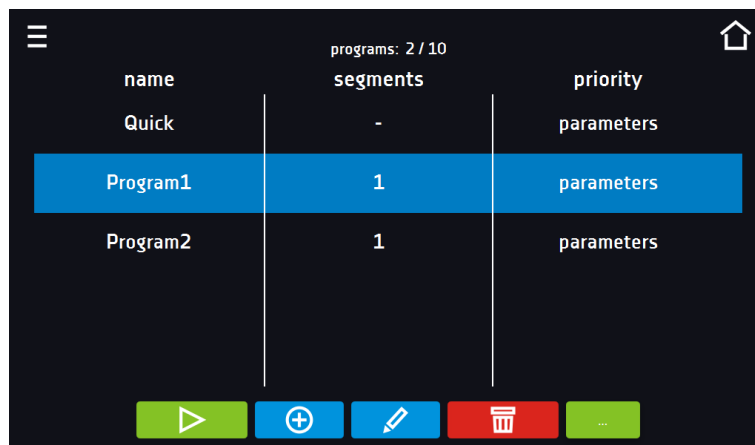 programs: 2 / 10
name segments priority
Quick - parameters
Program1 1 parameters
Program2 1 parameters
...